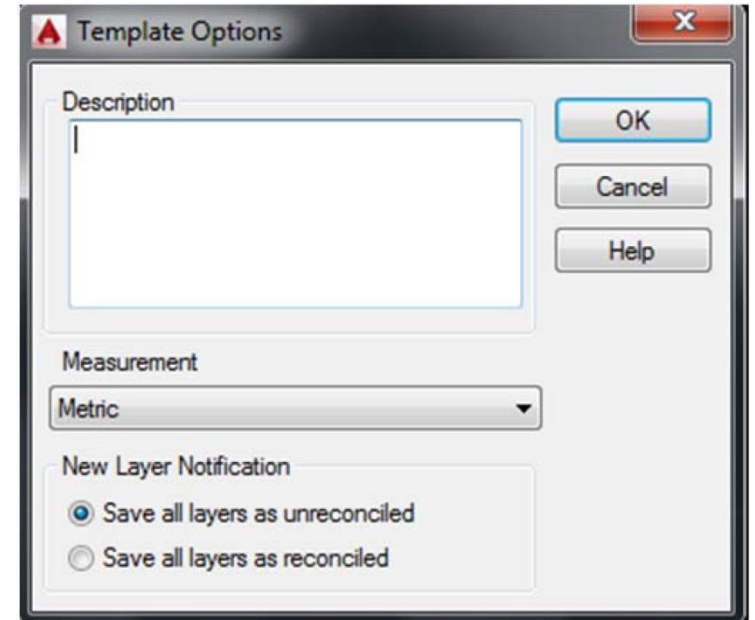 Template Options
Description
OK
Cancel
Help
Measurement
Metric
New Layer Notification
Save all layers as unreconciled
Save all layers as reconciled